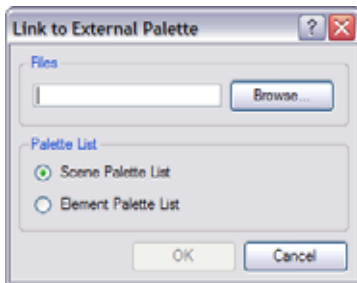 Link to External Palette
Files
Browse...
Palette List
Scene Palette List
Element Palette List
OK
Cancel